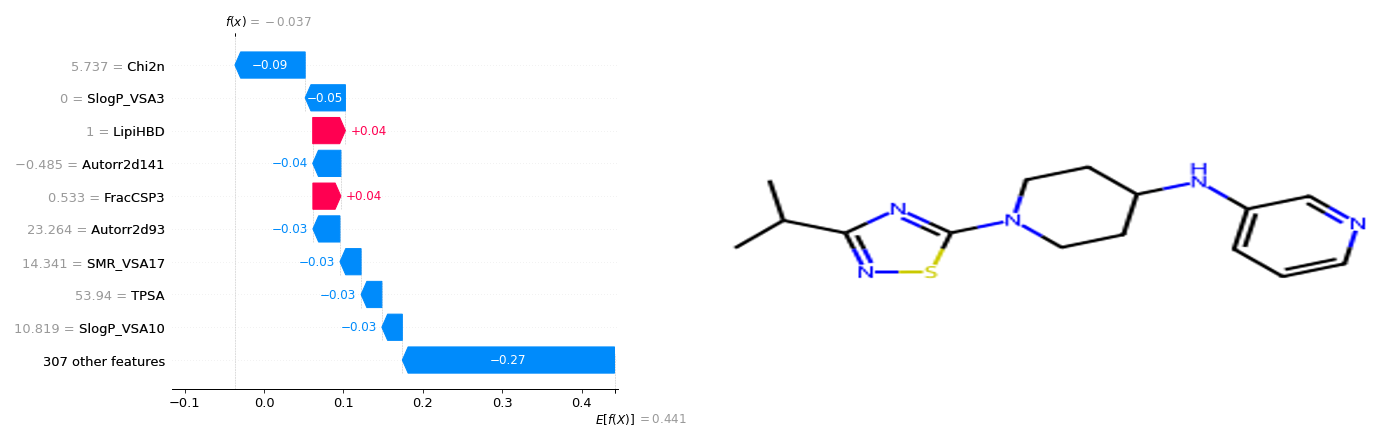 f(x) = −0.037
5.737 = Chi2n
−0.09
0 = SlogP_VSA3
−0.05
1 = LipiHBD
+0.04
−0.485 = Autorr2d141
−0.04
0.533 = FracCSP3
+0.04
23.264 = Autorr2d93
−0.03
14.341 = SMR_VSA17
−0.03
53.94 = TPSA
−0.03
10.819 = SlogP_VSA10
−0.03
307 other features
−0.27
−0.1 0.0 0.1 0.2 0.3 0.4
E[f(X)] = 0.441
H
N
N
N
N
N
S